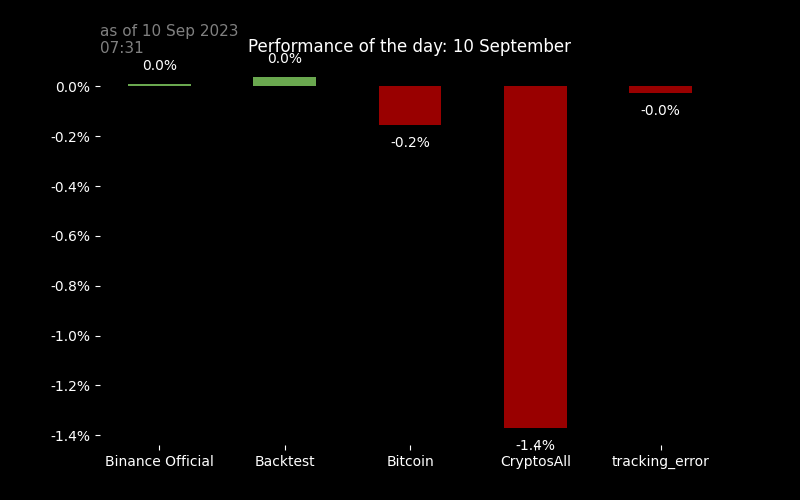 as of 10 Sep 2023
07:31
Performance of the day: 10 September
0.0%
0.0%
0.0%
-0.2%
-0.0%
-0.2%
-0.4%
-0.6%
-0.8%
-1.0%
-1.2%
-1.4%
-1.4%
Binance Official
Backtest
Bitcoin
CryptosAll
tracking_error